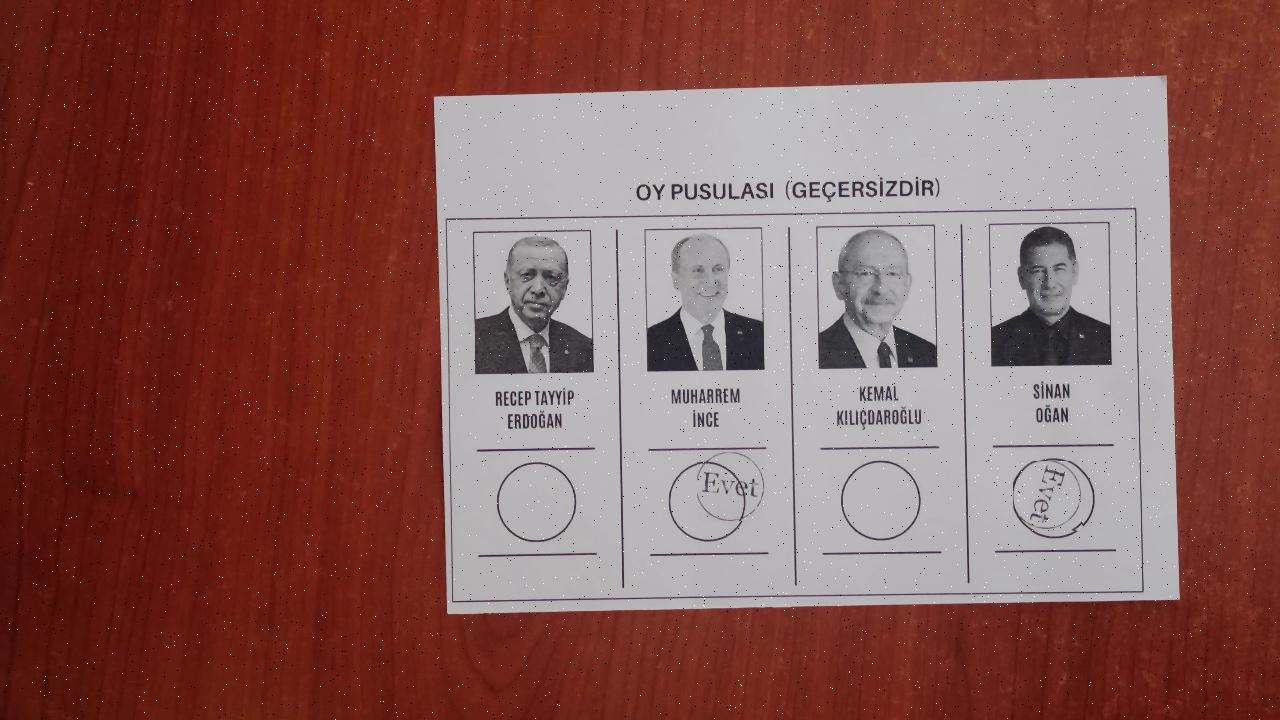 OY PUSULASI (GEÇERSİZDİR)
RECEP TAYYİP
ERDOĞAN
MUHARREM
İNCE
KEMAL
KILIÇDAROĞLU
SİNAN
OĞAN
Evet
Evet